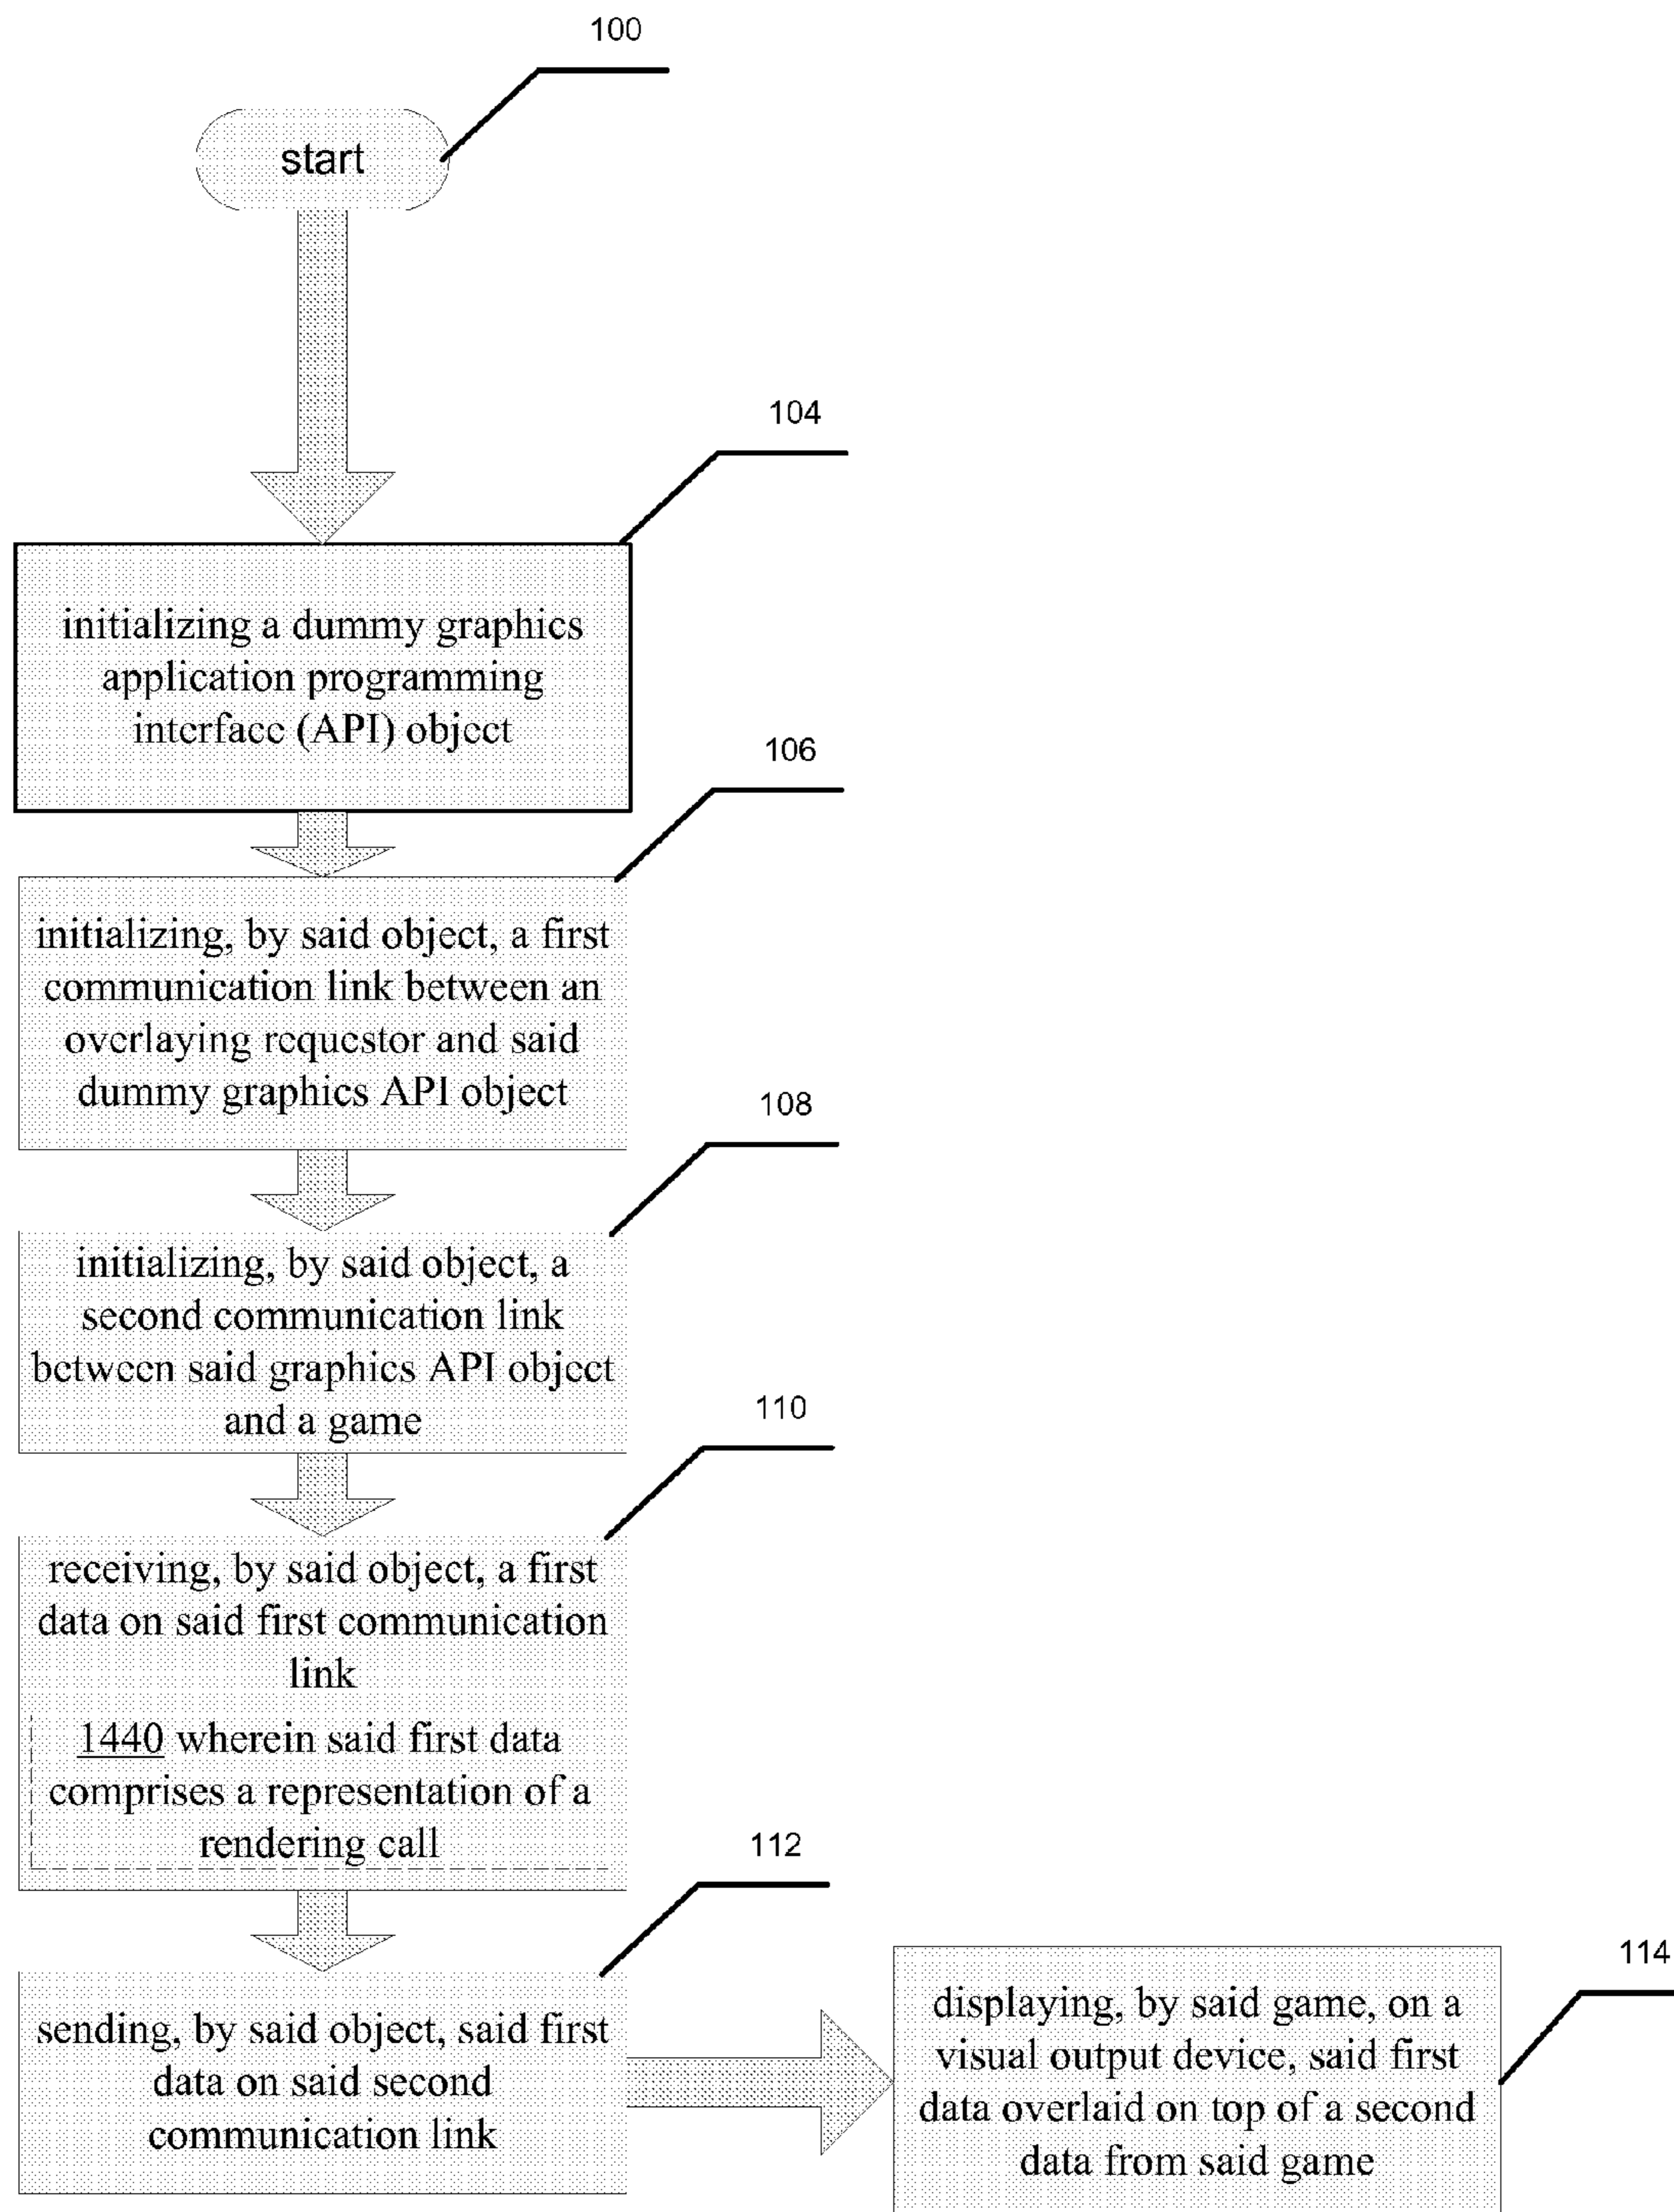 100
start
104
initializing a dummy graphics
application programming
interface (API) object
106
initializing, by said object, a first
communication link between an
overlaying requestor and said
dummy graphics API object
108
initializing, by said object, a
second communication link
between said graphics API object
and a game
110
receiving, by said object, a first
data on said first communication
link
1440 wherein said first data
comprises a representation of a
rendering call
112
sending, by said object, said first
data on said second
communication link
114
displaying, by said game, on a
visual output device, said first
data overlaid on top of a second
data from said game